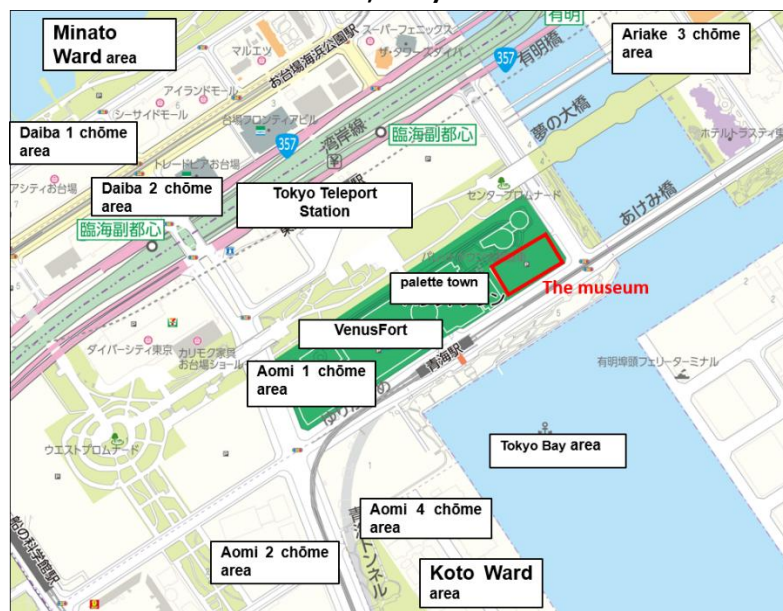 Minato
Ward area
スーパーフェニックス
マルエツ
ザ・タワーズダイバ
お台場海浜公園駅
有明
357
有明橋
Ariake 3 chōme
area
アイランドモール
シーサイドモール
台場フロンティアビル
夢の大橋
Daiba 1 chōme
area
357
湾岸線
臨海副都心
トレードピアお台場
アシティお台場
Daiba 2 chōme
area
Tokyo Teleport
Station
センタープロムナード
あけみ橋
臨海副都心
palette town
The museum
VenusFort
ダイバーシティ東京
カリモク家具
お台場ショール
Aomi 1 chōme
area
青海駅
有明埠頭フェリーターミナル
ウエストプロムナード
Tokyo Bay area
船の科学館駅
Aomi 4 chōme
area
青海トンネル
Aomi 2 chōme
area
Koto Ward
area